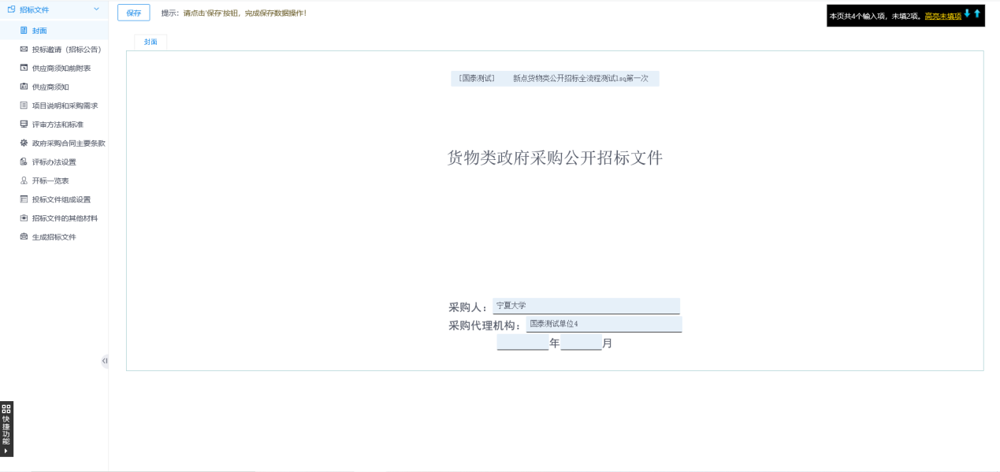 招标文件
封面
投标邀请（招标公告）
供应商须知前附表
供应商须知
项目说明和采购需求
评审方法和标准
政府采购合同主要条款
评标办法设置
开标一览表
投标文件组成设置
招标文件的其他材料
生成招标文件
快捷功能
保存 提示：请点击'保存'按钮，完成保存数据操作！
本页共4个输入项，未填2项。高亮未填项
封面
[国泰测试] 新点货物类公开招标全流程测试lsq第一次
货物类政府采购公开招标文件
采购人：宁夏大学
采购代理机构：国泰测试单位4
年 月